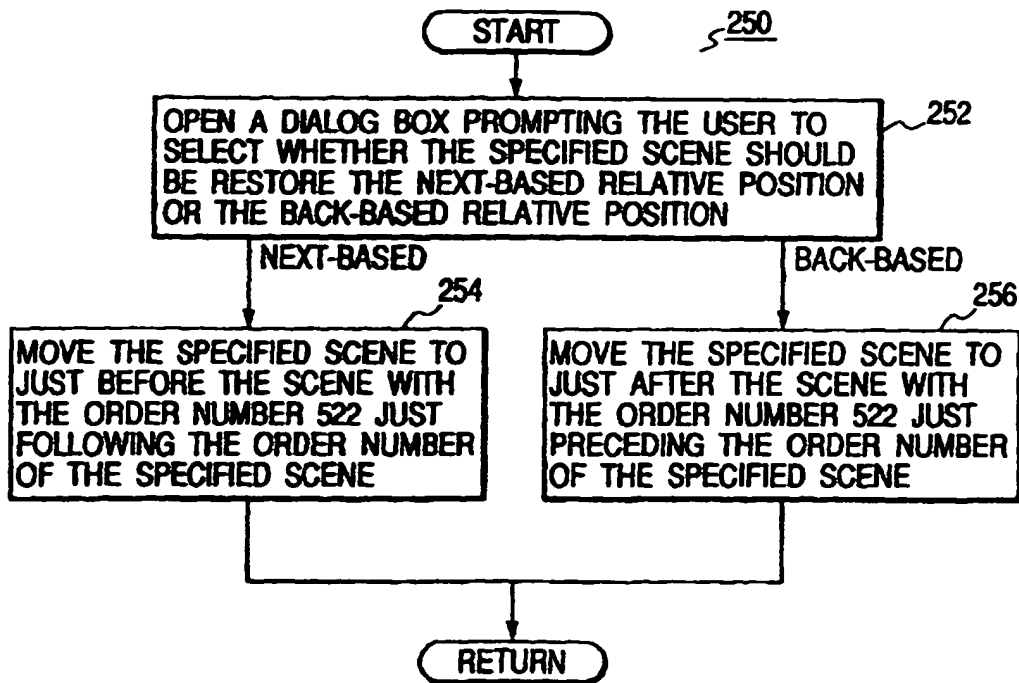 START
250
OPEN A DIALOG BOX PROMPTING THE USER TO
SELECT WHETHER THE SPECIFIED SCENE SHOULD
BE RESTORE THE NEXT-BASED RELATIVE POSITION
OR THE BACK-BASED RELATIVE POSITION
252
NEXT-BASED
BACK-BASED
254
MOVE THE SPECIFIED SCENE TO
JUST BEFORE THE SCENE WITH
THE ORDER NUMBER 522 JUST
FOLLOWING THE ORDER NUMBER
OF THE SPECIFIED SCENE
256
MOVE THE SPECIFIED SCENE TO
JUST AFTER THE SCENE WITH
THE ORDER NUMBER 522 JUST
PRECEDING THE ORDER NUMBER
OF THE SPECIFIED SCENE
RETURN